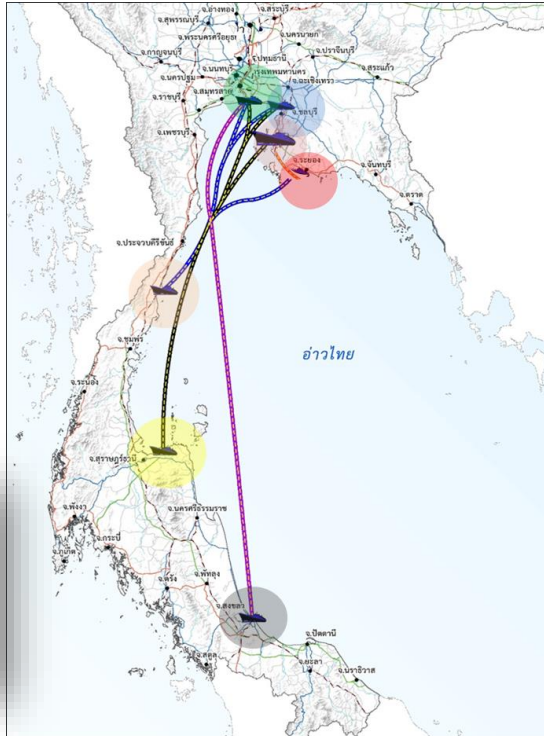 จ.อ่างทอง
จ.สระบุรี
จ.สุพรรณบุรี
จ.พระนครศรีอยุธยา
จ.นครนายก
จ.กาญจนบุรี
จ.ปทุมธานี
จ.ปราจีนบุรี
จ.นนทบุรี
กรุงเทพมหานคร
จ.สระแก้ว
จ.นครปฐม
จ.ฉะเชิงเทรา
จ.ราชบุรี
จ.ชลบุรี
จ.เพชรบุรี
จ.ระยอง
จ.จันทบุรี
จ.ตราด
จ.ประจวบคีรีขันธ์
จ.ชุมพร
อ่าวไทย
จ.ระนอง
จ.สุราษฎร์ธานี
จ.นครศรีธรรมราช
จ.พังงา
จ.กระบี่
จ.ภูเก็ต
จ.ตรัง
จ.พัทลุง
จ.สงขลา
จ.ปัตตานี
จ.สตูล
จ.ยะลา
จ.นราธิวาส